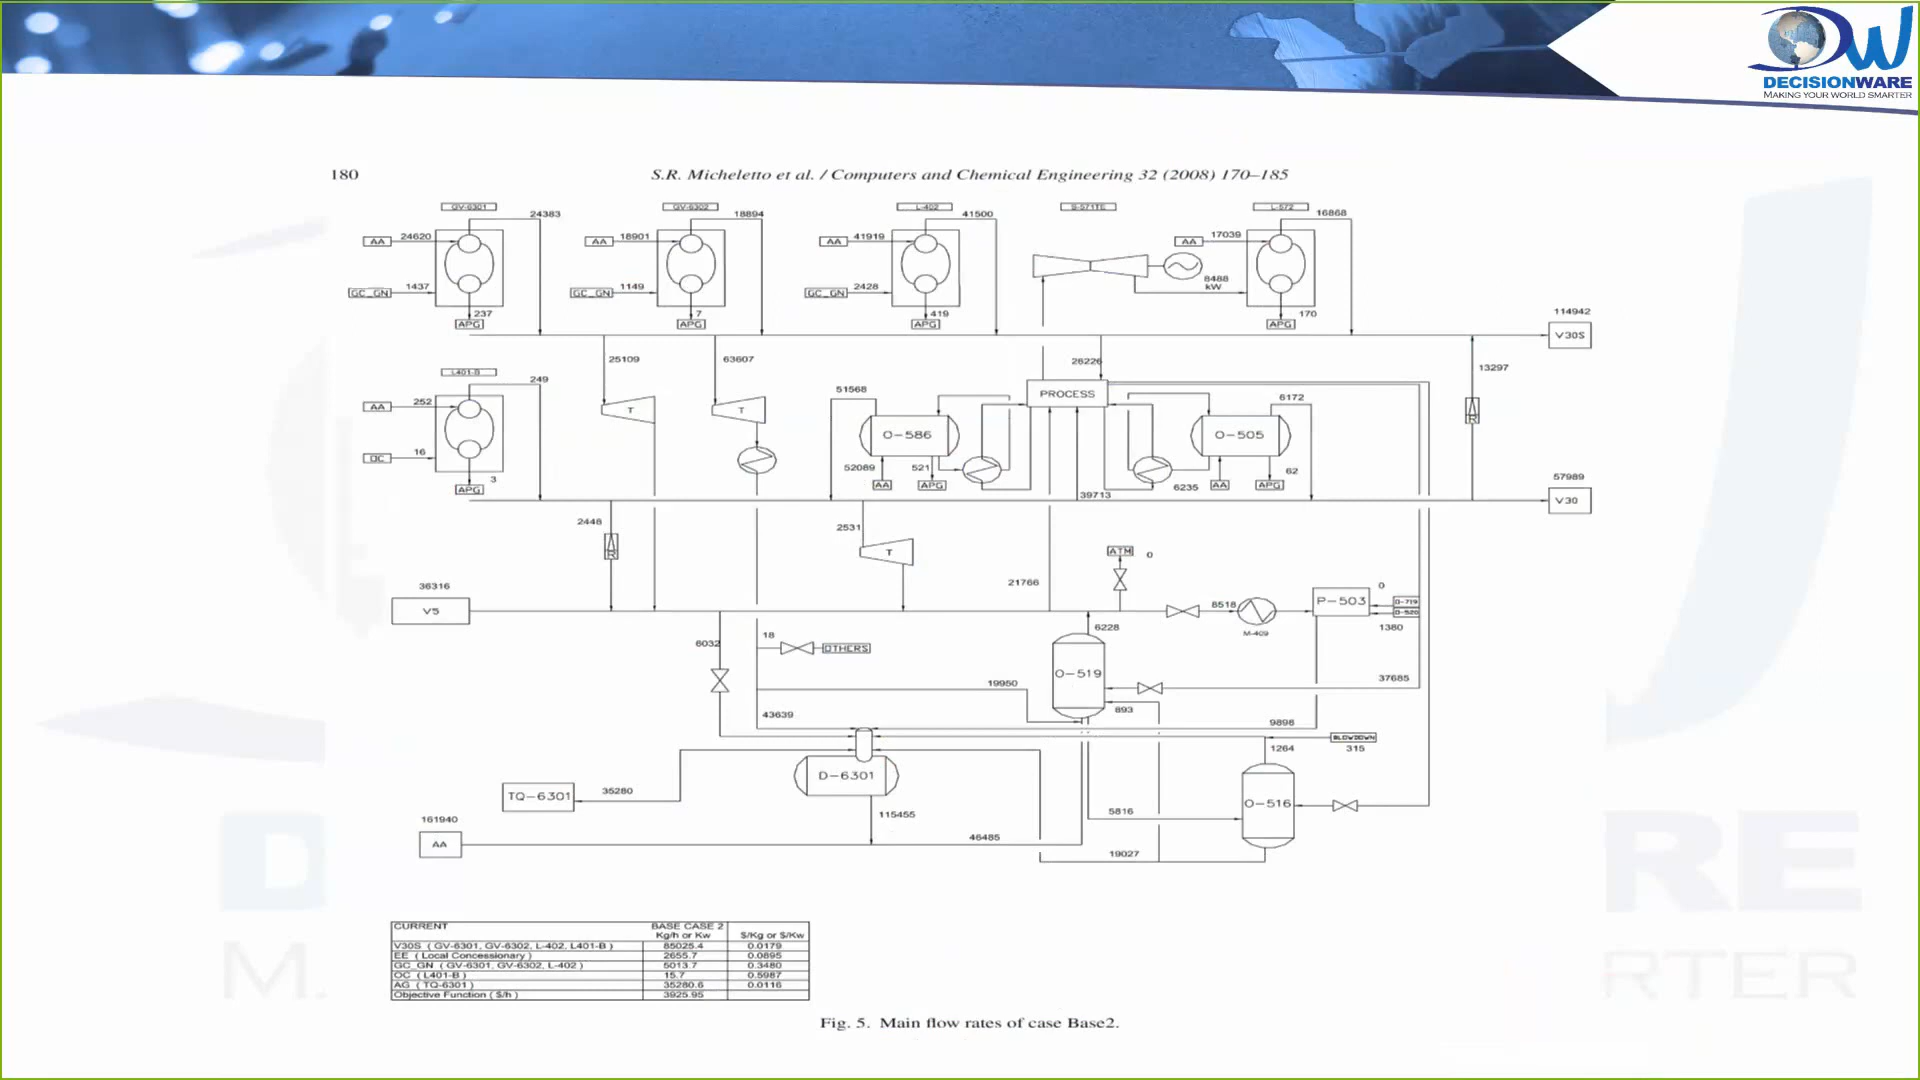 DECISIONWARE
MAKING YOUR WORLD SMARTER
180
S.R. Micheletto et al. / Computers and Chemical Engineering 32 (2008) 170–185
GV-6301
24383
GV-6302
18894
L-402
41500
S-571TE
L-572
16868
AA
24620
AA
18901
AA
41919
AA
17039
8488
kW
GC_GN
1437
GC_GN
1149
GC_GN
2428
237
APG
7
APG
419
APG
170
APG
114942
V30S
25109
63607
26226
13297
L401-B
249
AA
252
T
T
51568
PROCESS
6172
O-586
O-505
OC
16
3
APG
52089
521
AA
APG
6235
AA
62
APG
39713
57989
V30
2448
2531
T
ATM
0
21766
36316
V5
8518
M-409
P-503
0
O-719
O-520
1380
6228
6032
18
OTHERS
O-519
19950
37685
893
43639
9898
BLOWDOWN
315
1264
D-6301
TQ-6301
35280
O-516
115455
5816
161940
AA
46485
19027
CURRENT BASE CASE 2
Kg/h or Kw $/Kg or $/Kw
V30S ( GV-6301, GV-6302, L-402, L401-B ) 85025.4 0.0179
EE ( Local Concessionary ) 2655.7 0.0895
GC_GN ( GV-6301, GV-6302, L-402 ) 5013.7 0.3480
OC ( L401-B ) 15.7 0.5987
AG ( TQ-6301 ) 35280.6 0.0116
Objective Function ( $/h ) 3925.95
Fig. 5. Main flow rates of case Base2.